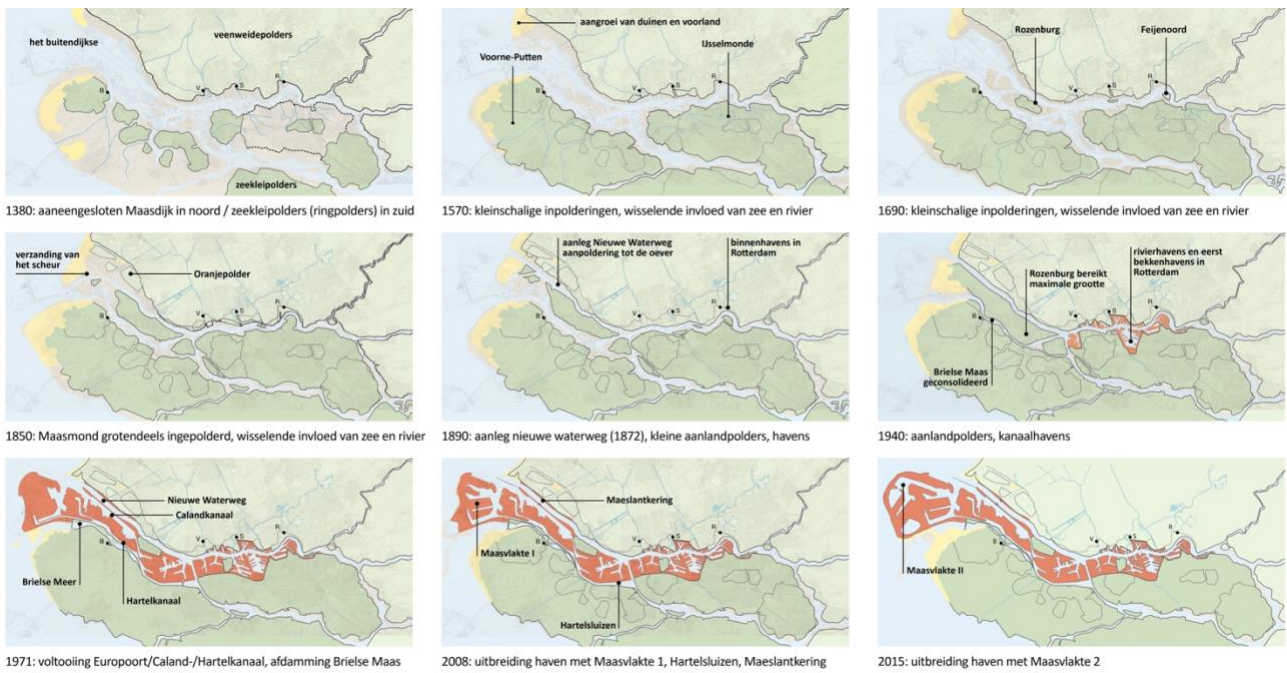 het buitendijkse
veenweidepolders
B
V
S
R
zeekleipolders
1380: aaneengesloten Maasdijk in noord / zeekleipolders (ringpolders) in zuid
aangroei van duinen en voorland
Voorne-Putten
IJsselmonde
B
V
S
R
1570: kleinschalige inpolderingen, wisselende invloed van zee en rivier
Rozenburg
Feijenoord
B
V
S
R
1690: kleinschalige inpolderingen, wisselende invloed van zee en rivier
verzanding van
het scheur
Oranjepolder
B
V
S
R
1850: Maasmond grotendeels ingepolderd, wisselende invloed van zee en rivier
aanleg Nieuwe Waterweg
aanpoldering tot de oever
binnenhavens in
Rotterdam
B
V
S
R
1890: aanleg nieuwe waterweg (1872), kleine aanlandpolders, havens
rivierhavens en eerst
bekkenhavens in
Rotterdam
Rozenburg bereikt
maximale grootte
B
V
S
R
Brielse Maas
geconsolideerd
1940: aanlandpolders, kanaalhavens
Nieuwe Waterweg
Calandkanaal
B
V
S
R
Brielse Meer
Hartelkanaal
1971: voltooiing Europoort/Caland-/Hartelkanaal, afdamming Brielse Maas
Maeslantkering
B
V
S
R
Maasvlakte I
Hartelsluizen
2008: uitbreiding haven met Maasvlakte 1, Hartelsluizen, Maeslantkering
B
V
S
R
Maasvlakte II
2015: uitbreiding haven met Maasvlakte 2